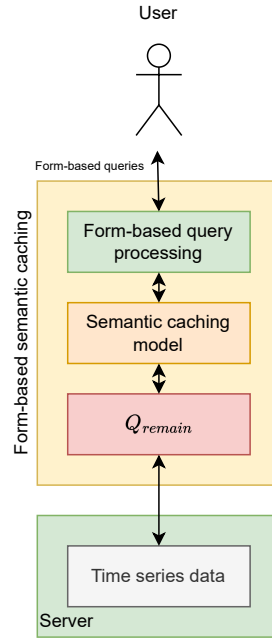 User
Form-based queries
Form-based semantic caching
Form-based query
processing
Semantic caching
model
Q_{remain}
Time series data
Server